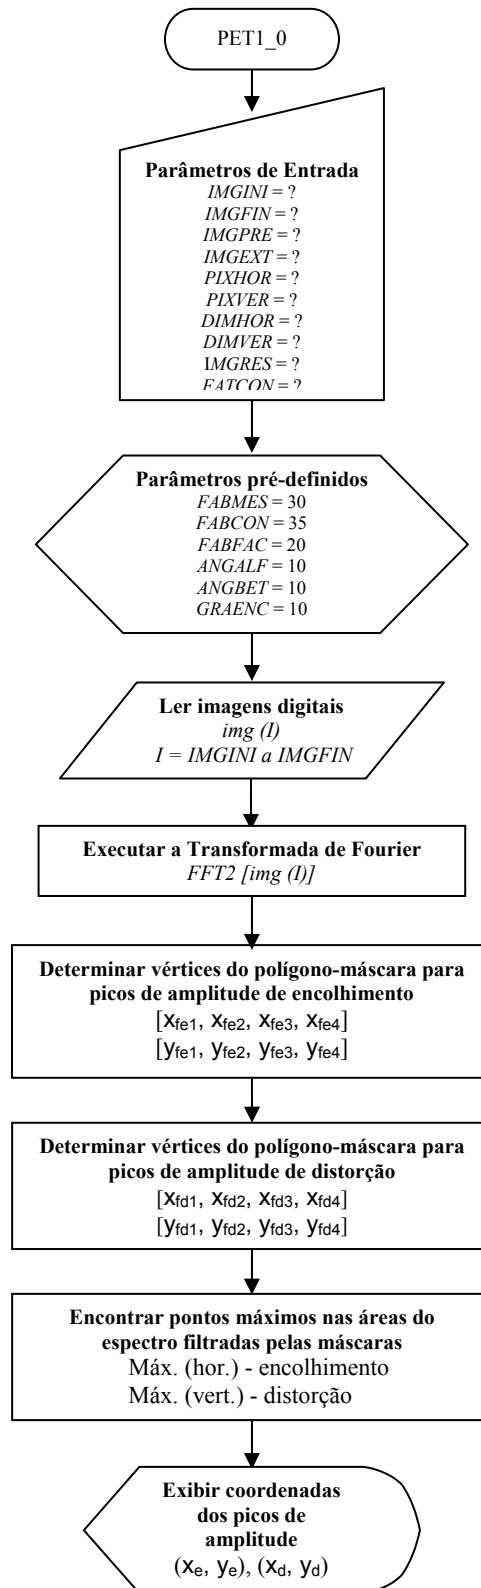 PET1_0
Parâmetros de Entrada
IMGINI = ?
IMGFIN = ?
IMGPRE = ?
IMGEXT = ?
PIXHOR = ?
PIXVER = ?
DIMHOR = ?
DIMVER = ?
IMGRES = ?
FATCON = ?
Parâmetros pré-definidos
FABMES = 30
FABCON = 35
FABFAC = 20
ANGALF = 10
ANGBET = 10
GRAENC = 10
Ler imagens digitais
img (I)
I = IMGINI a IMGFIN
Executar a Transformada de Fourier
FFT2 [img (I)]
Determinar vértices do polígono-máscara para
picos de amplitude de encolhimento
[xfe1, xfe2, xfe3, xfe4]
[yfe1, yfe2, yfe3, yfe4]
Determinar vértices do polígono-máscara para
picos de amplitude de distorção
[xfd1, xfd2, xfd3, xfd4]
[yfd1, yfd2, yfd3, yfd4]
Encontrar pontos máximos nas áreas do
espectro filtradas pelas máscaras
Máx. (hor.) - encolhimento
Máx. (vert.) - distorção
Exibir coordenadas
dos picos de
amplitude
(xe, ye), (xd, yd)